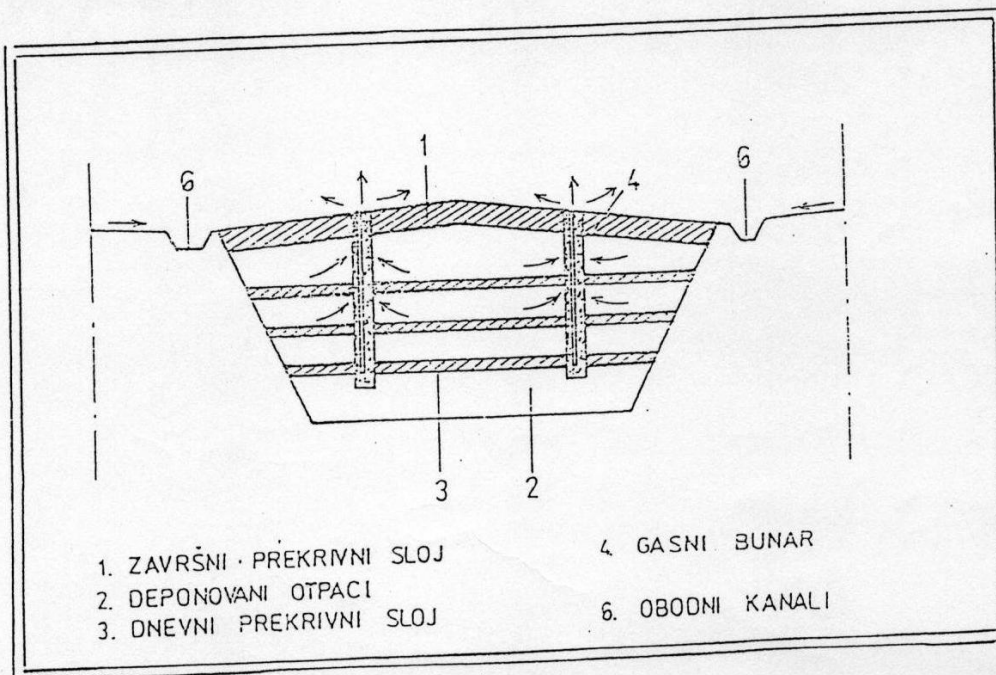 1
6
6
4
3
2
1. ZAVRŠNI · PREKRIVNI SLOJ
2. DEPONOVANI OTPACI
3. DNEVNI PREKRIVNI SLOJ
4. GASNI BUNAR
6. OBODNI KANALI